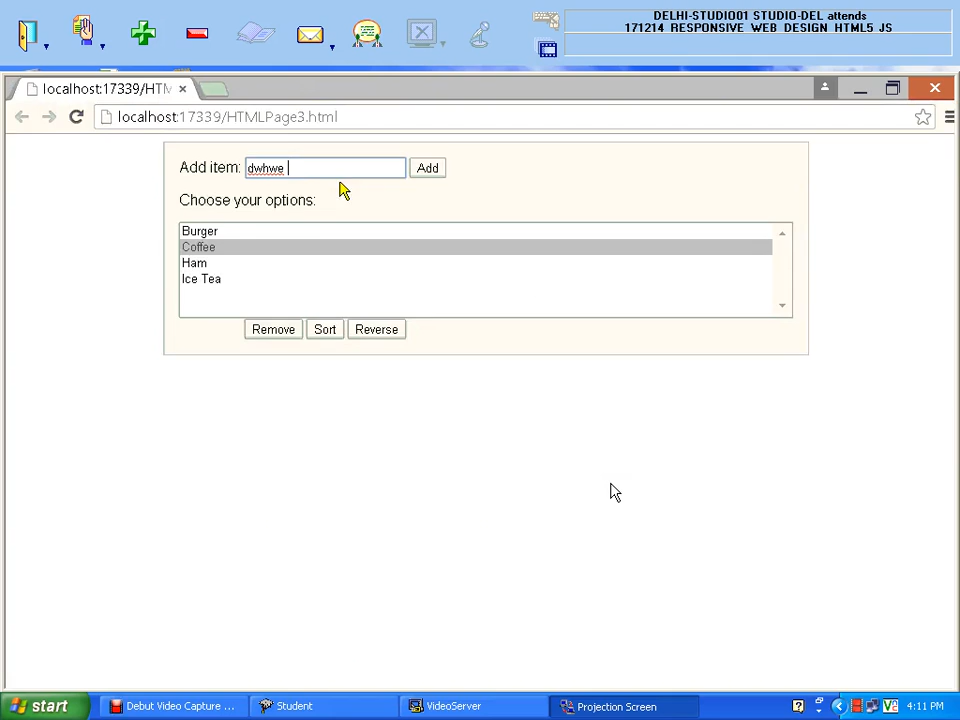 DELHI-STUDIO01 STUDIO-DEL attends
171214 RESPONSIVE WEB DESIGN HTML5 JS
localhost:17339/HTM
localhost:17339/HTMLPage3.html
Add item: dwhwe Add
Choose your options:
Burger
Coffee
Ham
Ice Tea
Remove Sort Reverse
start Debut Video Capture ... Student VideoServer Projection Screen 4:11 PM